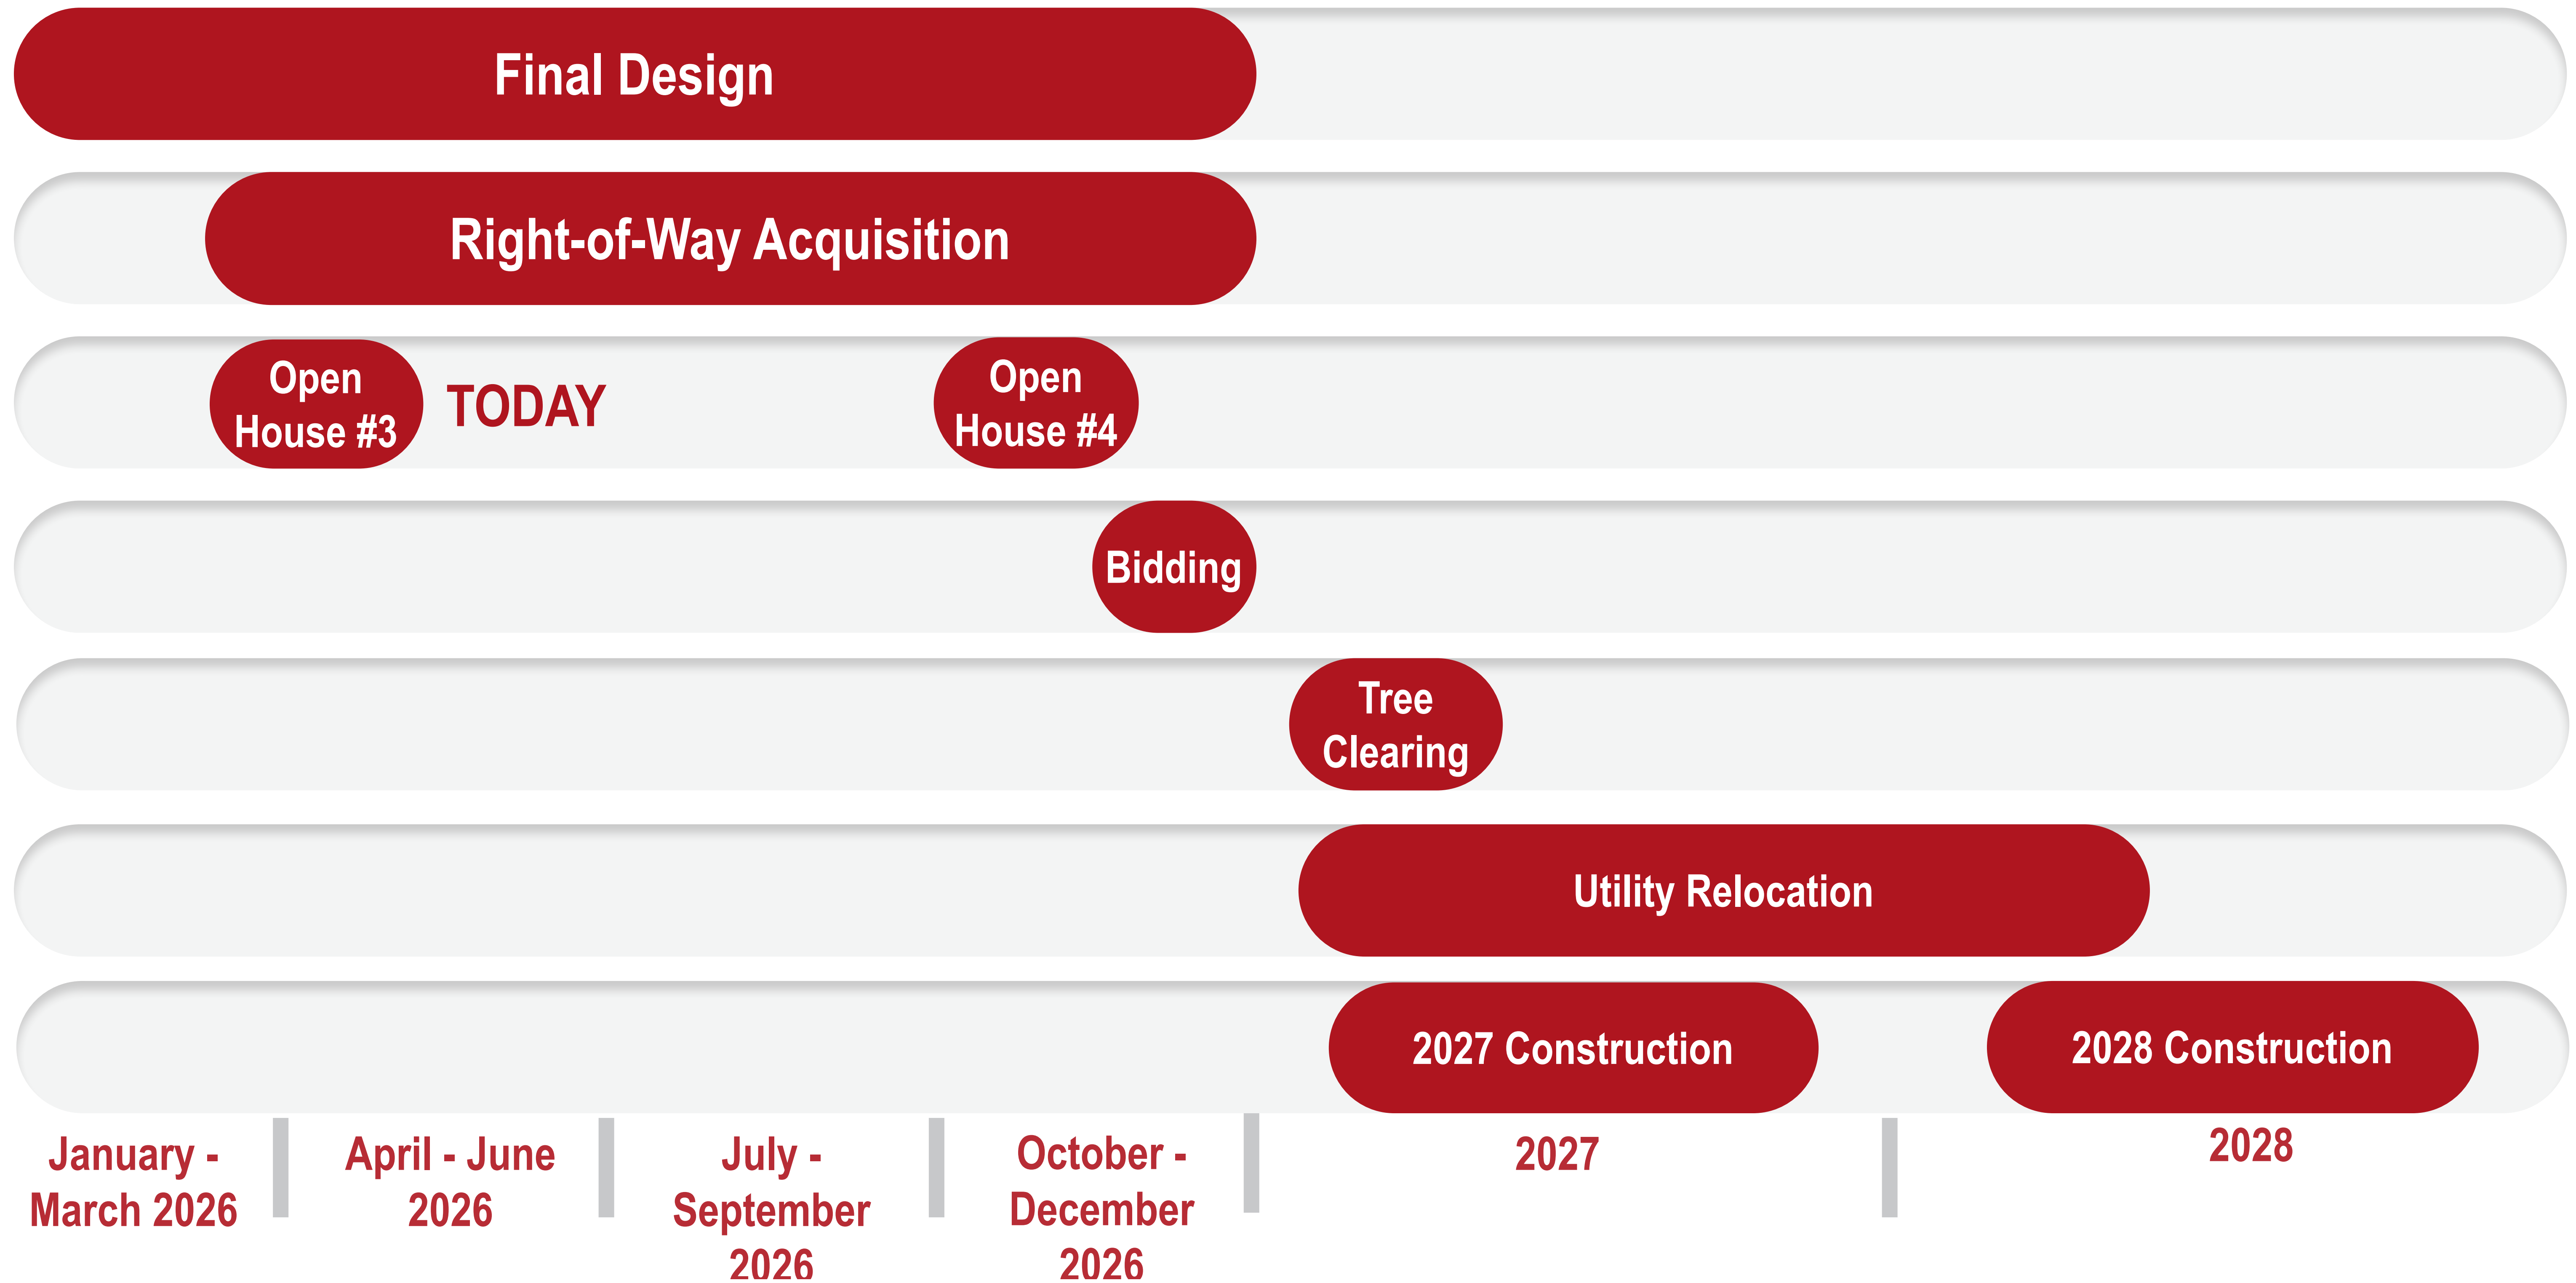 Final Design
Right-of-Way Acquisition
Open
House #3
TODAY
Open
House #4
Bidding
Tree
Clearing
Utility Relocation
2027 Construction
2028 Construction
January -
March 2026
April - June
2026
July -
September
2026
October -
December
2026
2027
2028